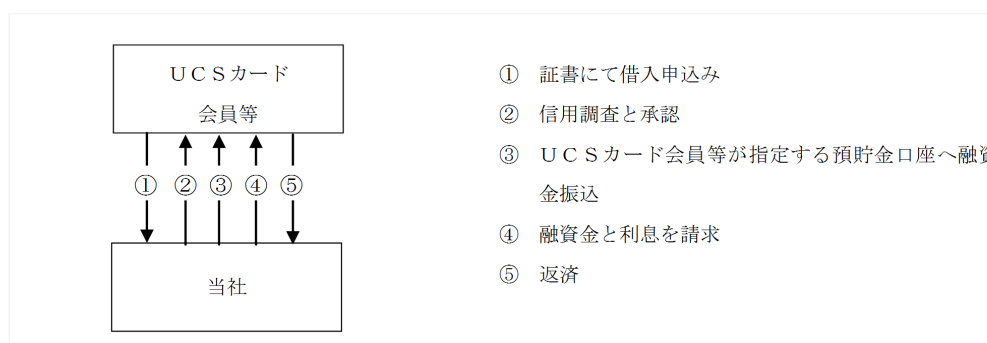 UCSカード
会員等
① ② ③ ④ ⑤
当社
① 証書にて借入申込み
② 信用調査と承認
③ UCSカード会員等が指定する預貯金口座へ融資
金振込
④ 融資金と利息を請求
⑤ 返済